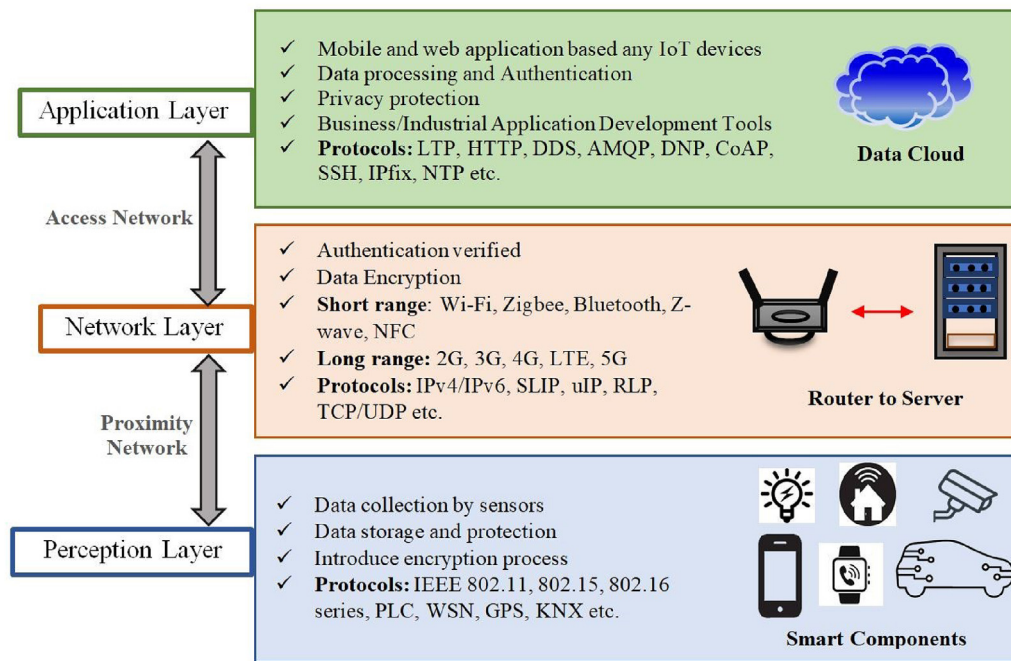 Application Layer
✓ Mobile and web application based any IoT devices
✓ Data processing and Authentication
✓ Privacy protection
✓ Business/Industrial Application Development Tools
✓ Protocols: LTP, HTTP, DDS, AMQP, DNP, CoAP,
SSH, IPfix, NTP etc.
Data Cloud
Access Network
Network Layer
✓ Authentication verified
✓ Data Encryption
✓ Short range: Wi-Fi, Zigbee, Bluetooth, Z-
wave, NFC
✓ Long range: 2G, 3G, 4G, LTE, 5G
✓ Protocols: IPv4/IPv6, SLIP, uIP, RLP,
TCP/UDP etc.
Router to Server
Proximity
Network
Perception Layer
✓ Data collection by sensors
✓ Data storage and protection
✓ Introduce encryption process
✓ Protocols: IEEE 802.11, 802.15, 802.16
series, PLC, WSN, GPS, KNX etc.
Smart Components